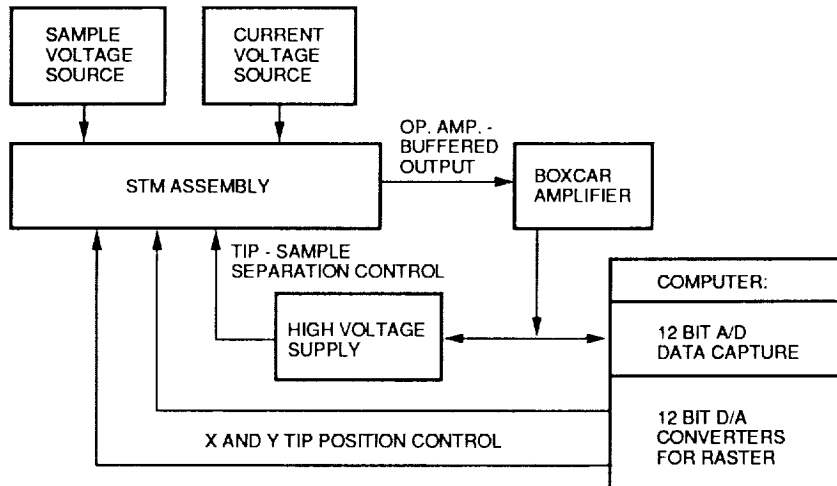 SAMPLE
VOLTAGE
SOURCE
CURRENT
VOLTAGE
SOURCE
STM ASSEMBLY
OP. AMP. -
BUFFERED
OUTPUT
BOXCAR
AMPLIFIER
TIP - SAMPLE
SEPARATION CONTROL
HIGH VOLTAGE
SUPPLY
COMPUTER:
12 BIT A/D
DATA CAPTURE
12 BIT D/A
CONVERTERS
FOR RASTER
X AND Y TIP POSITION CONTROL